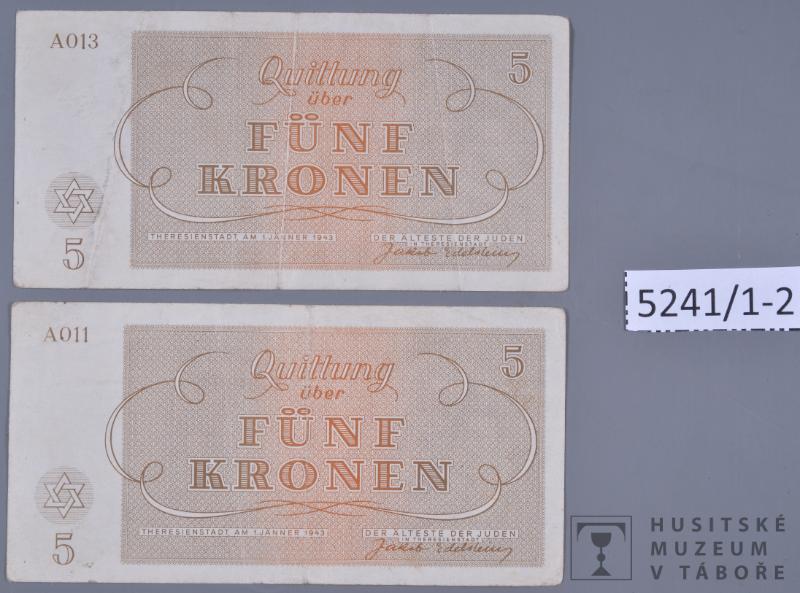 A013
Quittung
über
FÜNF
KRONEN
5
5
THERESIENSTADT, AM 1. JÄNNER 1943
DER ÄLTESTE DER JUDEN
IN THERESIENSTADT
Jakob Edelstein
5241/1-2
A011
Quittung
über
FÜNF
KRONEN
5
5
THERESIENSTADT, AM 1. JÄNNER 1943
DER ÄLTESTE DER JUDEN
IN THERESIENSTADT
Jakob Edelstein
HUSITSKÉ
MUZEUM
V TÁBOŘE